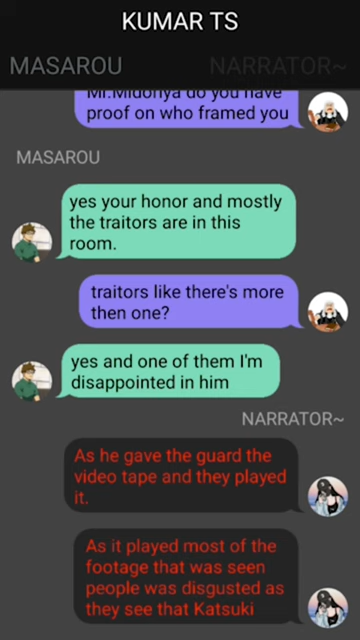 KUMAR TS
MASAROU NARRATOR~
Mr.Midoriya do you have
proof on who framed you
MASAROU
yes your honor and mostly
the traitors are in this
room.
traitors like there's more
then one?
yes and one of them I'm
disappointed in him
NARRATOR~
As he gave the guard the
video tape and they played
it.
As it played most of the
footage that was seen
people was disgusted as
they see that Katsuki